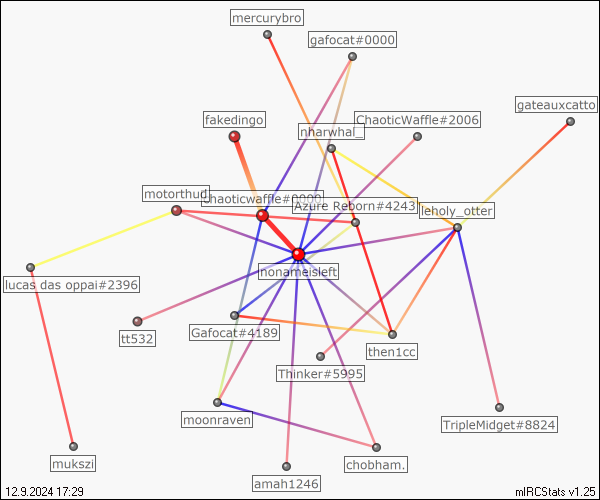 mercurybro
gafocat#0000
gateauxcatto
fakedingo
ChaoticWaffle#2006
nharwhal_
motorthud
Chaoticwaffle#0000
Azure Reborn#4243
leholy_otter
nonameisleft
lucas das oppai#2396
tt532
Gafocat#4189
then1cc
Thinker#5995
moonraven
TripleMidget#8824
mukszi
chobham.
amah1246
12.9.2024 17:29
mIRCStats v1.25